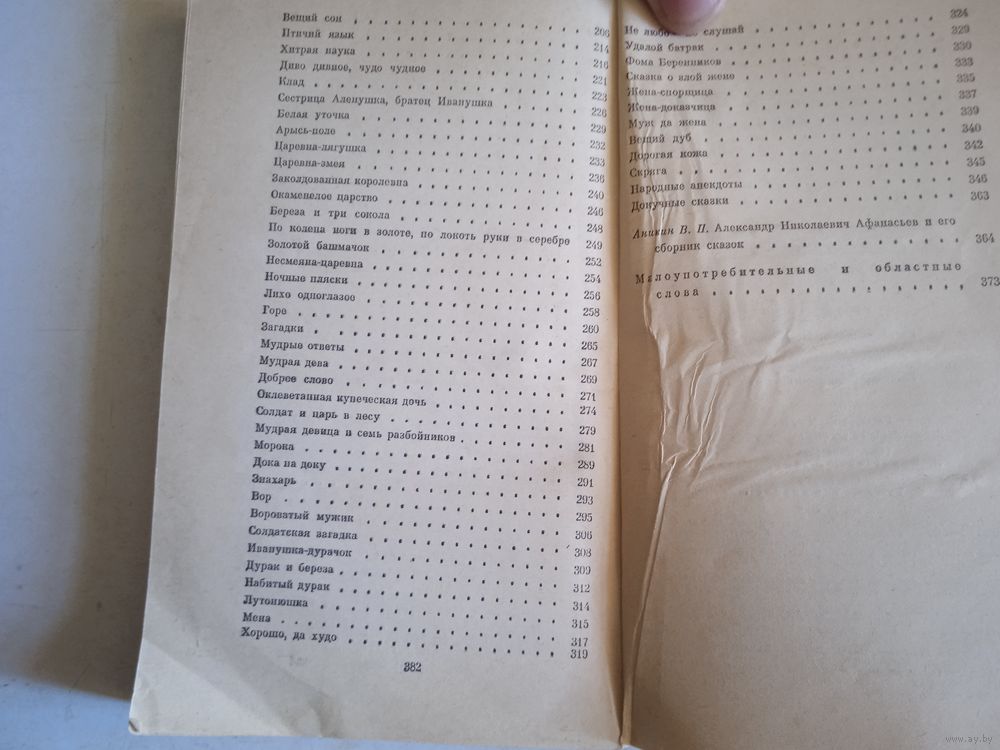 Вещий сон . . . 206
Птичий язык . . . 214
Хитрая наука . . . 216
Диво дивное, чудо чудное . . . 221
Клад . . . 223
Сестрица Аленушка, братец Иванушка . . . 226
Белая уточка . . . 229
Арысь-поле . . . 232
Царевна-лягушка . . . 233
Царевна-змея . . . 236
Заколдованная королевна . . . 240
Окаменелое царство . . . 246
Береза и три сокола . . . 248
По колена ноги в золоте, по локоть руки в серебре 249
Золотой башмачок . . . 252
Несмеяна-царевна . . . 254
Ночные пляски . . . 256
Лихо одноглазое . . . 258
Горе . . . 260
Загадки . . . 265
Мудрые ответы . . . 267
Мудрая дева . . . 269
Доброе слово . . . 271
Оклеветанная купеческая дочь . . . 274
Солдат и царь в лесу . . . 279
Мудрая девица и семь разбойников . . . 281
Морока . . . 289
Дока на доку . . . 291
Знахарь . . . 293
Вор . . . 295
Вороватый мужик . . . 306
Солдатская загадка . . . 308
Иванушка-дурачок . . . 309
Дурак и береза . . . 312
Набитый дурак . . . 314
Лутонюшка . . . 315
Мена . . . 317
Хорошо, да худо . . . 319
382
Не слушай . . . 324
Удалой батрак . . . 329
Фома Беренников . . . 330
Сказка о злой жене . . . 333
Жена-спорщица . . . 335
Жена-доказчица . . . 337
Муж да жена . . . 339
Вещий дуб . . . 340
Дорогая кожа . . . 342
Скряга . . . 345
Народные анекдоты . . . 346
Докучные сказки . . . 363
Аникин В. П. Александр Николаевич Афанасьев и его
сборник сказок . . . 364
Малоупотребительные и областные
слова . . . 373
www.ay.by